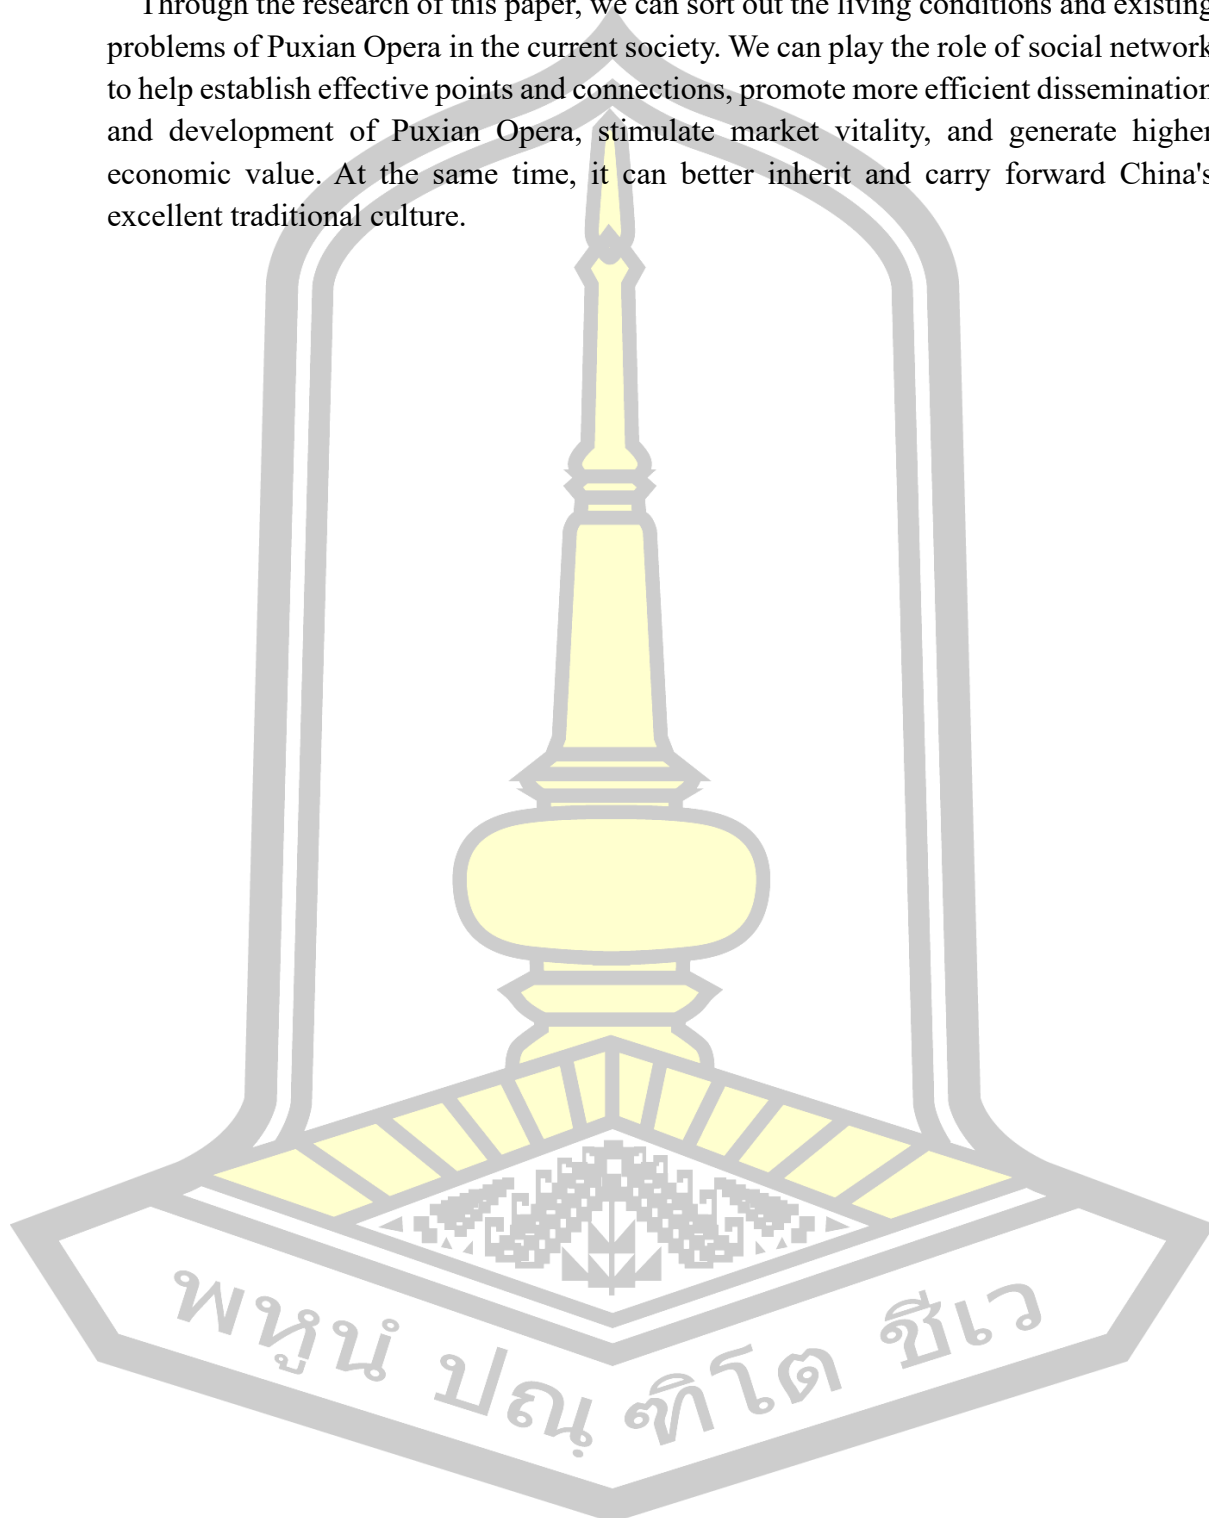 Through the research of this paper, we can sort out the living conditions and existing
problems of Puxian Opera in the current society. We can play the role of social network
to help establish effective points and connections, promote more efficient dissemination
and development of Puxian Opera, stimulate market vitality, and generate higher
economic value. At the same time, it can better inherit and carry forward China's
excellent traditional culture.
พหูนํ ปณฺ ฑิโต ชีเว